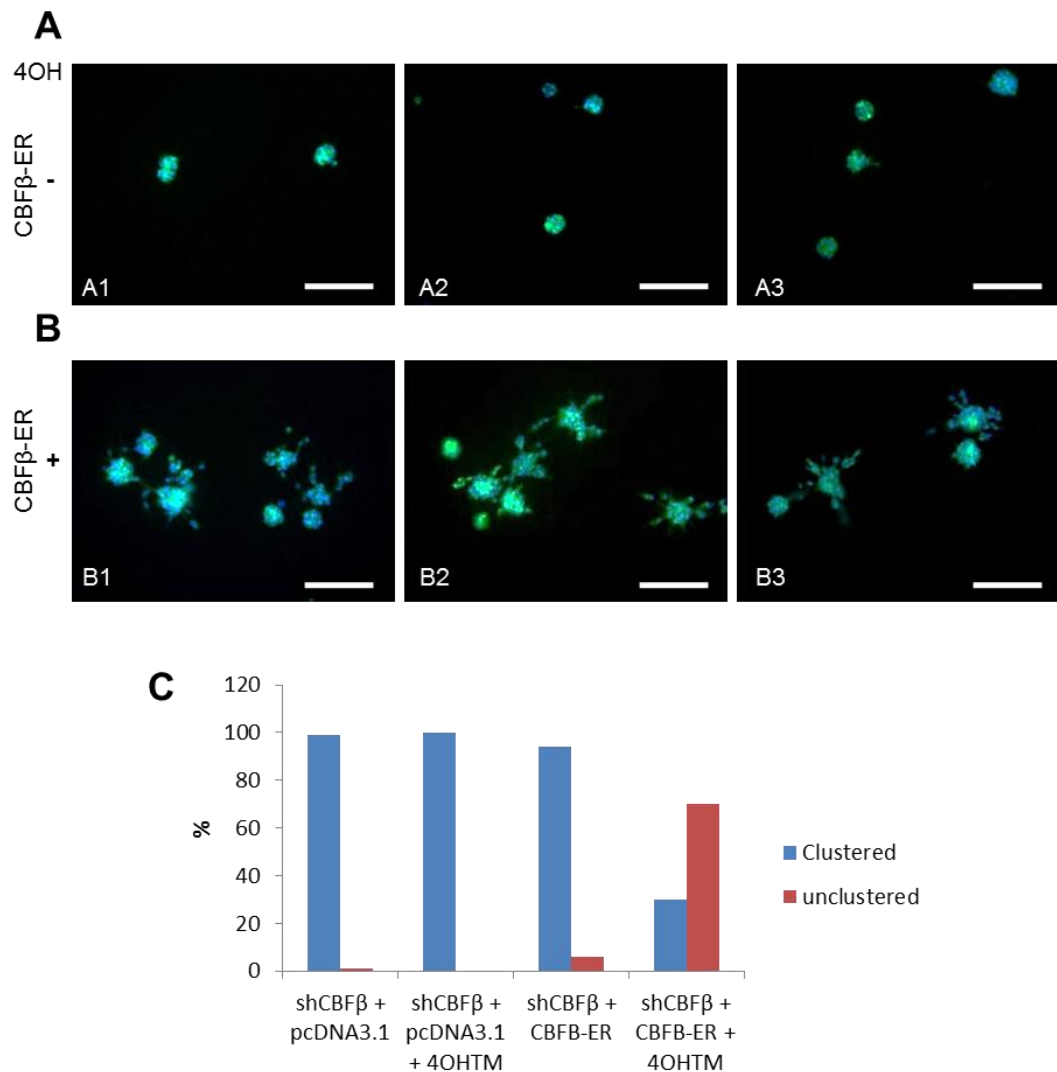 A
4OH
CBFβ-ER -
A1
A2
A3
B
CBFβ-ER +
B1
B2
B3
C
120
100
80
60
40
20
0
%
Clustered
unclustered
shCBFβ +
pcDNA3.1
shCBFβ +
pcDNA3.1
+ 4OHTM
shCBFβ +
CBFB-ER
shCBFβ +
CBFB-ER +
4OHTM